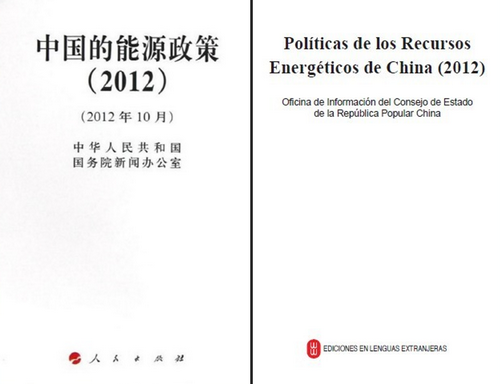 中国的能源政策
(2012)
(2012年10月)
中华人民共和国
国务院新闻办公室
人民出版社
Políticas de los Recursos
Energéticos de China (2012)
Oficina de Información del Consejo de Estado
de la República Popular China
EDICIONES EN LENGUAS EXTRANJERAS